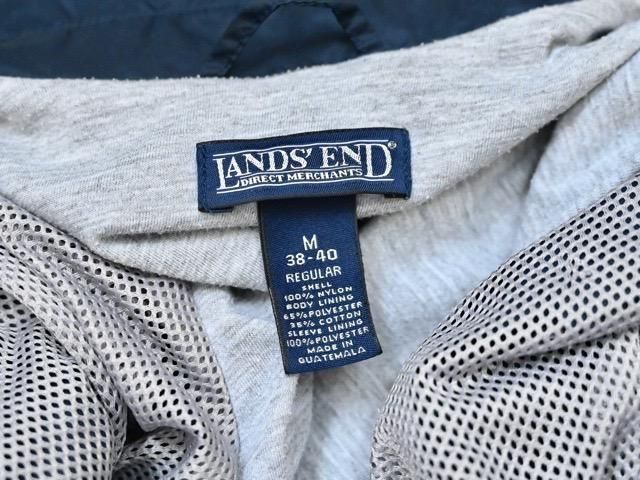 LANDS' END®
DIRECT MERCHANTS
M
38-40
REGULAR
SHELL
100% NYLON
BODY LINING
65% POLYESTER
35% COTTON
SLEEVE LINING
100% POLYESTER
MADE IN
GUATEMALA